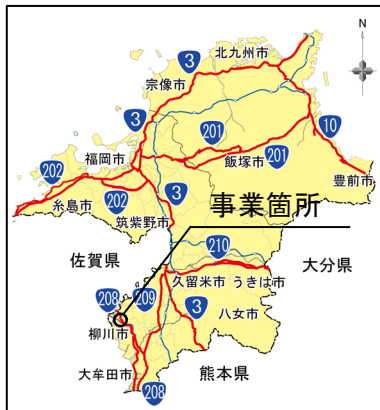 N
北九州市
3
宗像市
3
201
10
福岡市
飯塚市
201
202
豊前市
糸島市
202
3
筑紫野市
事業箇所
佐賀県
210
大分県
久留米市 うきは市
208
209
3
八女市
柳川市
大牟田市
熊本県
208